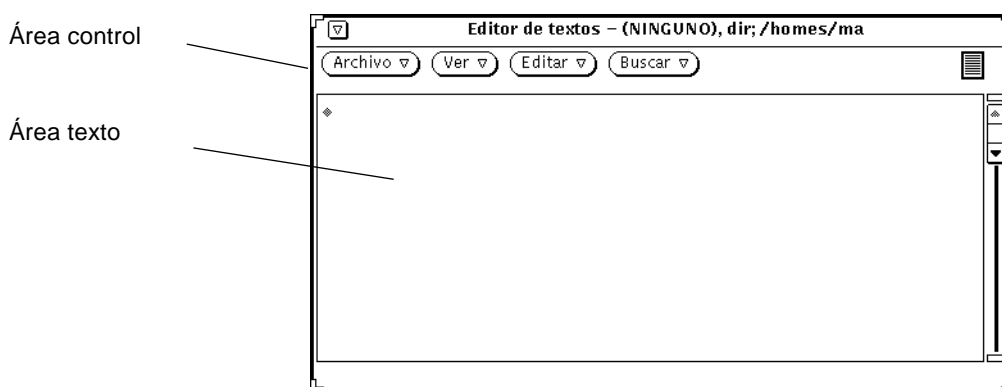 Área control
Editor de textos – (NINGUNO), dir; /homes/ma
Archivo Ver Editar Buscar
Área texto